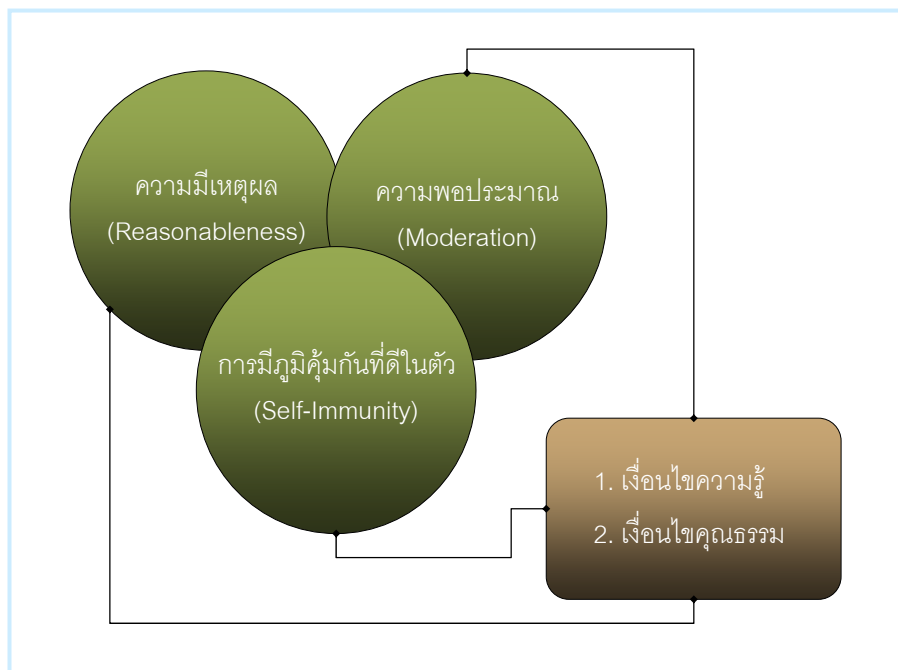 ความมีเหตุผล
(Reasonableness)
ความพอประมาณ
(Moderation)
การมีภูมิคุ้มกันที่ดีในตัว
(Self-Immunity)
1. เงื่อนไขความรู้
2. เงื่อนไขคุณธรรม